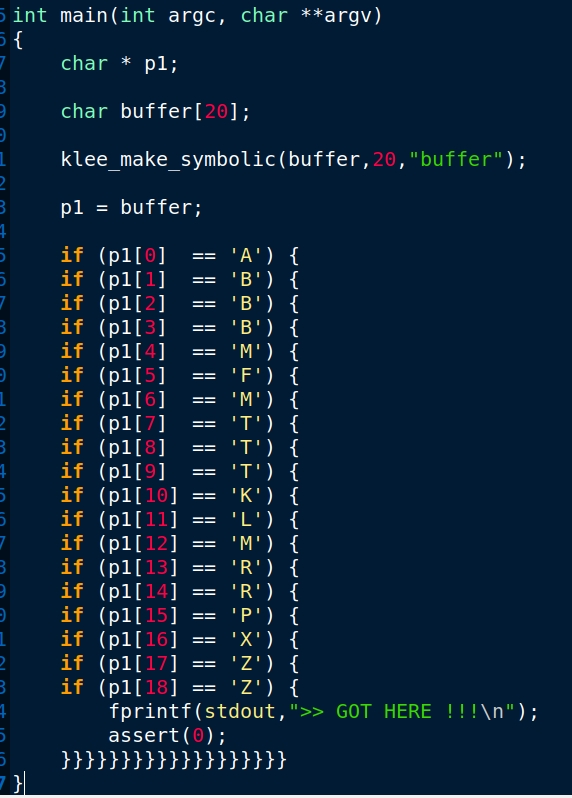 int main(int argc, char **argv)
{
    char * p1;
    char buffer[20];
    klee_make_symbolic(buffer,20,"buffer");
    p1 = buffer;
    if (p1[0]  == 'A') {
    if (p1[1]  == 'B') {
    if (p1[2]  == 'B') {
    if (p1[3]  == 'B') {
    if (p1[4]  == 'M') {
    if (p1[5]  == 'F') {
    if (p1[6]  == 'M') {
    if (p1[7]  == 'T') {
    if (p1[8]  == 'T') {
    if (p1[9]  == 'T') {
    if (p1[10] == 'K') {
    if (p1[11] == 'L') {
    if (p1[12] == 'M') {
    if (p1[13] == 'R') {
    if (p1[14] == 'R') {
    if (p1[15] == 'P') {
    if (p1[16] == 'X') {
    if (p1[17] == 'Z') {
    if (p1[18] == 'Z') {
        fprintf(stdout,">> GOT HERE !!!\n");
        assert(0);
    }}}}}}}}}}}}}}}}}}}
}